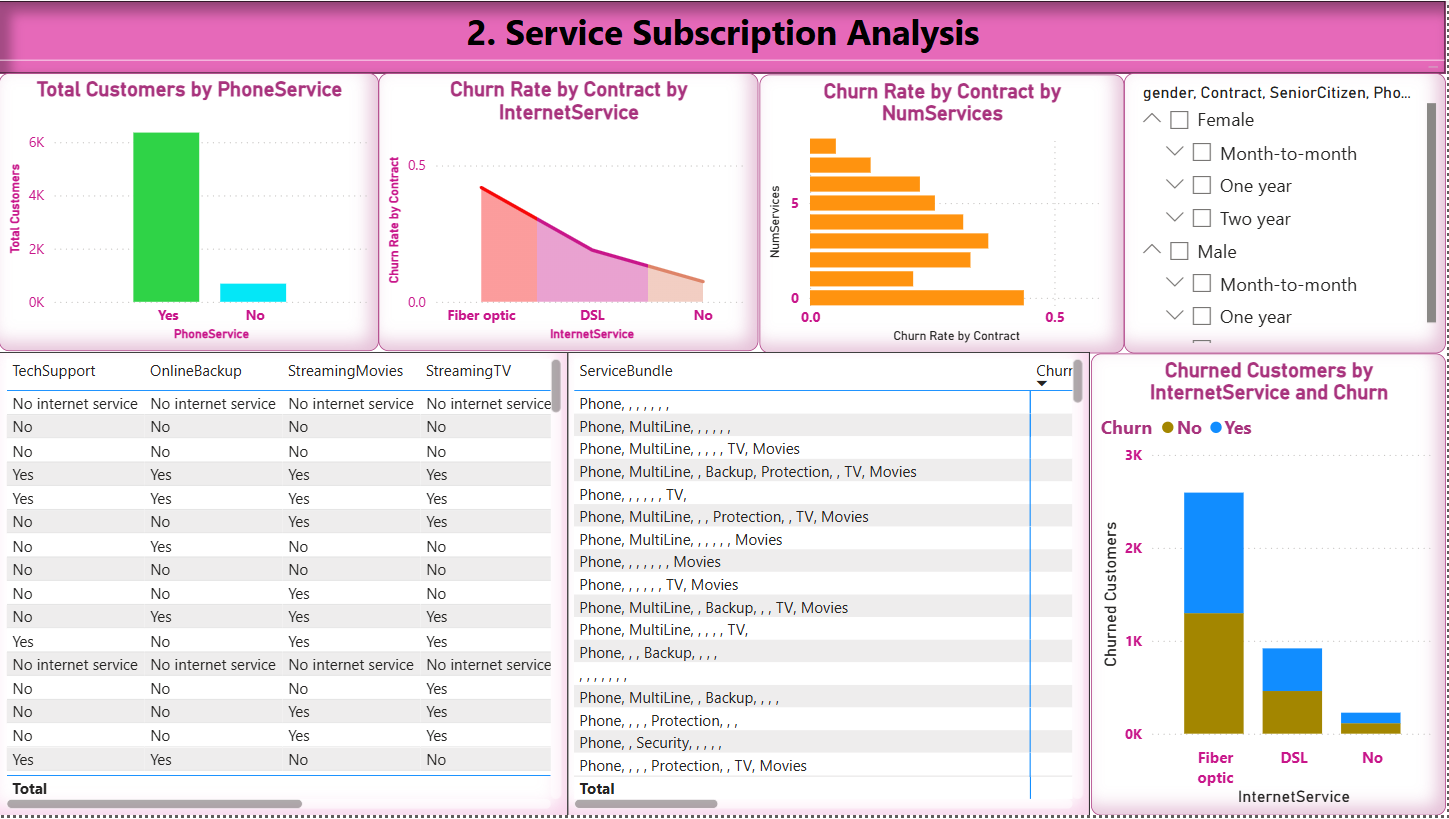 2. Service Subscription Analysis
Total Customers by PhoneService
Total Customers
6K
4K
2K
0K
Yes No
PhoneService
Churn Rate by Contract by
InternetService
Churn Rate by Contract
0.5
0.0
Fiber optic DSL No
InternetService
Churn Rate by Contract by
NumServices
NumServices
5
0
0.0 0.5
Churn Rate by Contract
gender, Contract, SeniorCitizen, Pho...
Female
Month-to-month
One year
Two year
Male
Month-to-month
One year
TechSupport OnlineBackup StreamingMovies StreamingTV
No internet service No internet service No internet service No internet service
No No No No
No No No No
Yes Yes Yes Yes
Yes Yes Yes Yes
No No Yes Yes
No Yes No No
No No No No
No No Yes No
No Yes Yes Yes
Yes No Yes Yes
No internet service No internet service No internet service No internet service
No No No Yes
No No Yes Yes
No No Yes Yes
Yes Yes No No
Total
ServiceBundle Churr
Phone, , , , , , ,
Phone, MultiLine, , , , , ,
Phone, MultiLine, , , , , TV, Movies
Phone, MultiLine, , Backup, Protection, , TV, Movies
Phone, , , , , , TV,
Phone, MultiLine, , , Protection, , TV, Movies
Phone, MultiLine, , , , , , Movies
Phone, , , , , , , Movies
Phone, , , , , , TV, Movies
Phone, MultiLine, , Backup, , , TV, Movies
Phone, MultiLine, , , , , TV,
Phone, , , Backup, , , ,
, , , , , , ,
Phone, MultiLine, , Backup, , , ,
Phone, , , , Protection, , ,
Phone, , Security, , , , ,
Phone, , , , Protection, , TV, Movies
Total
Churned Customers by
InternetService and Churn
Churn No Yes
Churned Customers
3K
2K
1K
0K
Fiber
optic DSL No
InternetService